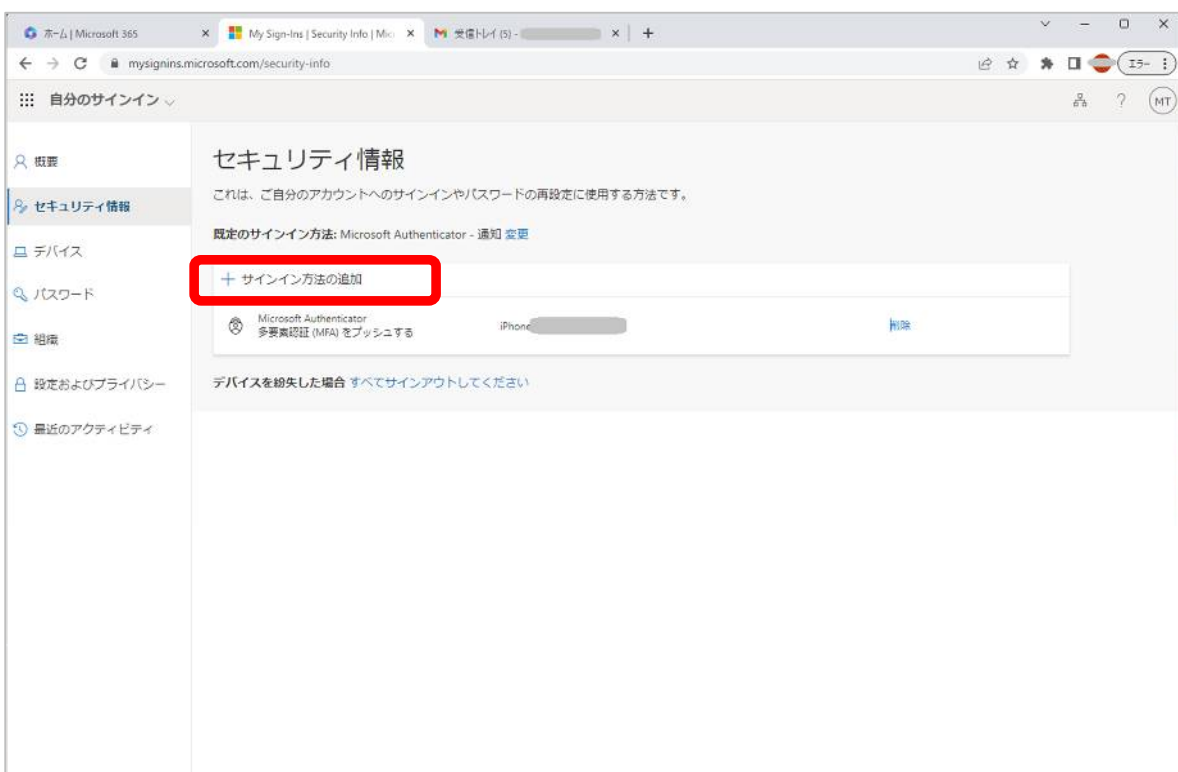 ホーム | Microsoft 365
My Sign-Ins | Security Info | Mic
受信トレイ (5) -
mysignins.microsoft.com/security-info
エラー
自分のサインイン
MT
概要
セキュリティ情報
デバイス
パスワード
組織
設定およびプライバシー
最近のアクティビティ
セキュリティ情報
これは、ご自分のアカウントへのサインインやパスワードの再設定に使用する方法です。
既定のサインイン方法: Microsoft Authenticator - 通知 変更
+ サインイン方法の追加
Microsoft Authenticator
多要素認証 (MFA) をプッシュする
iPhone
削除
デバイスを紛失した場合 すべてサインアウトしてください